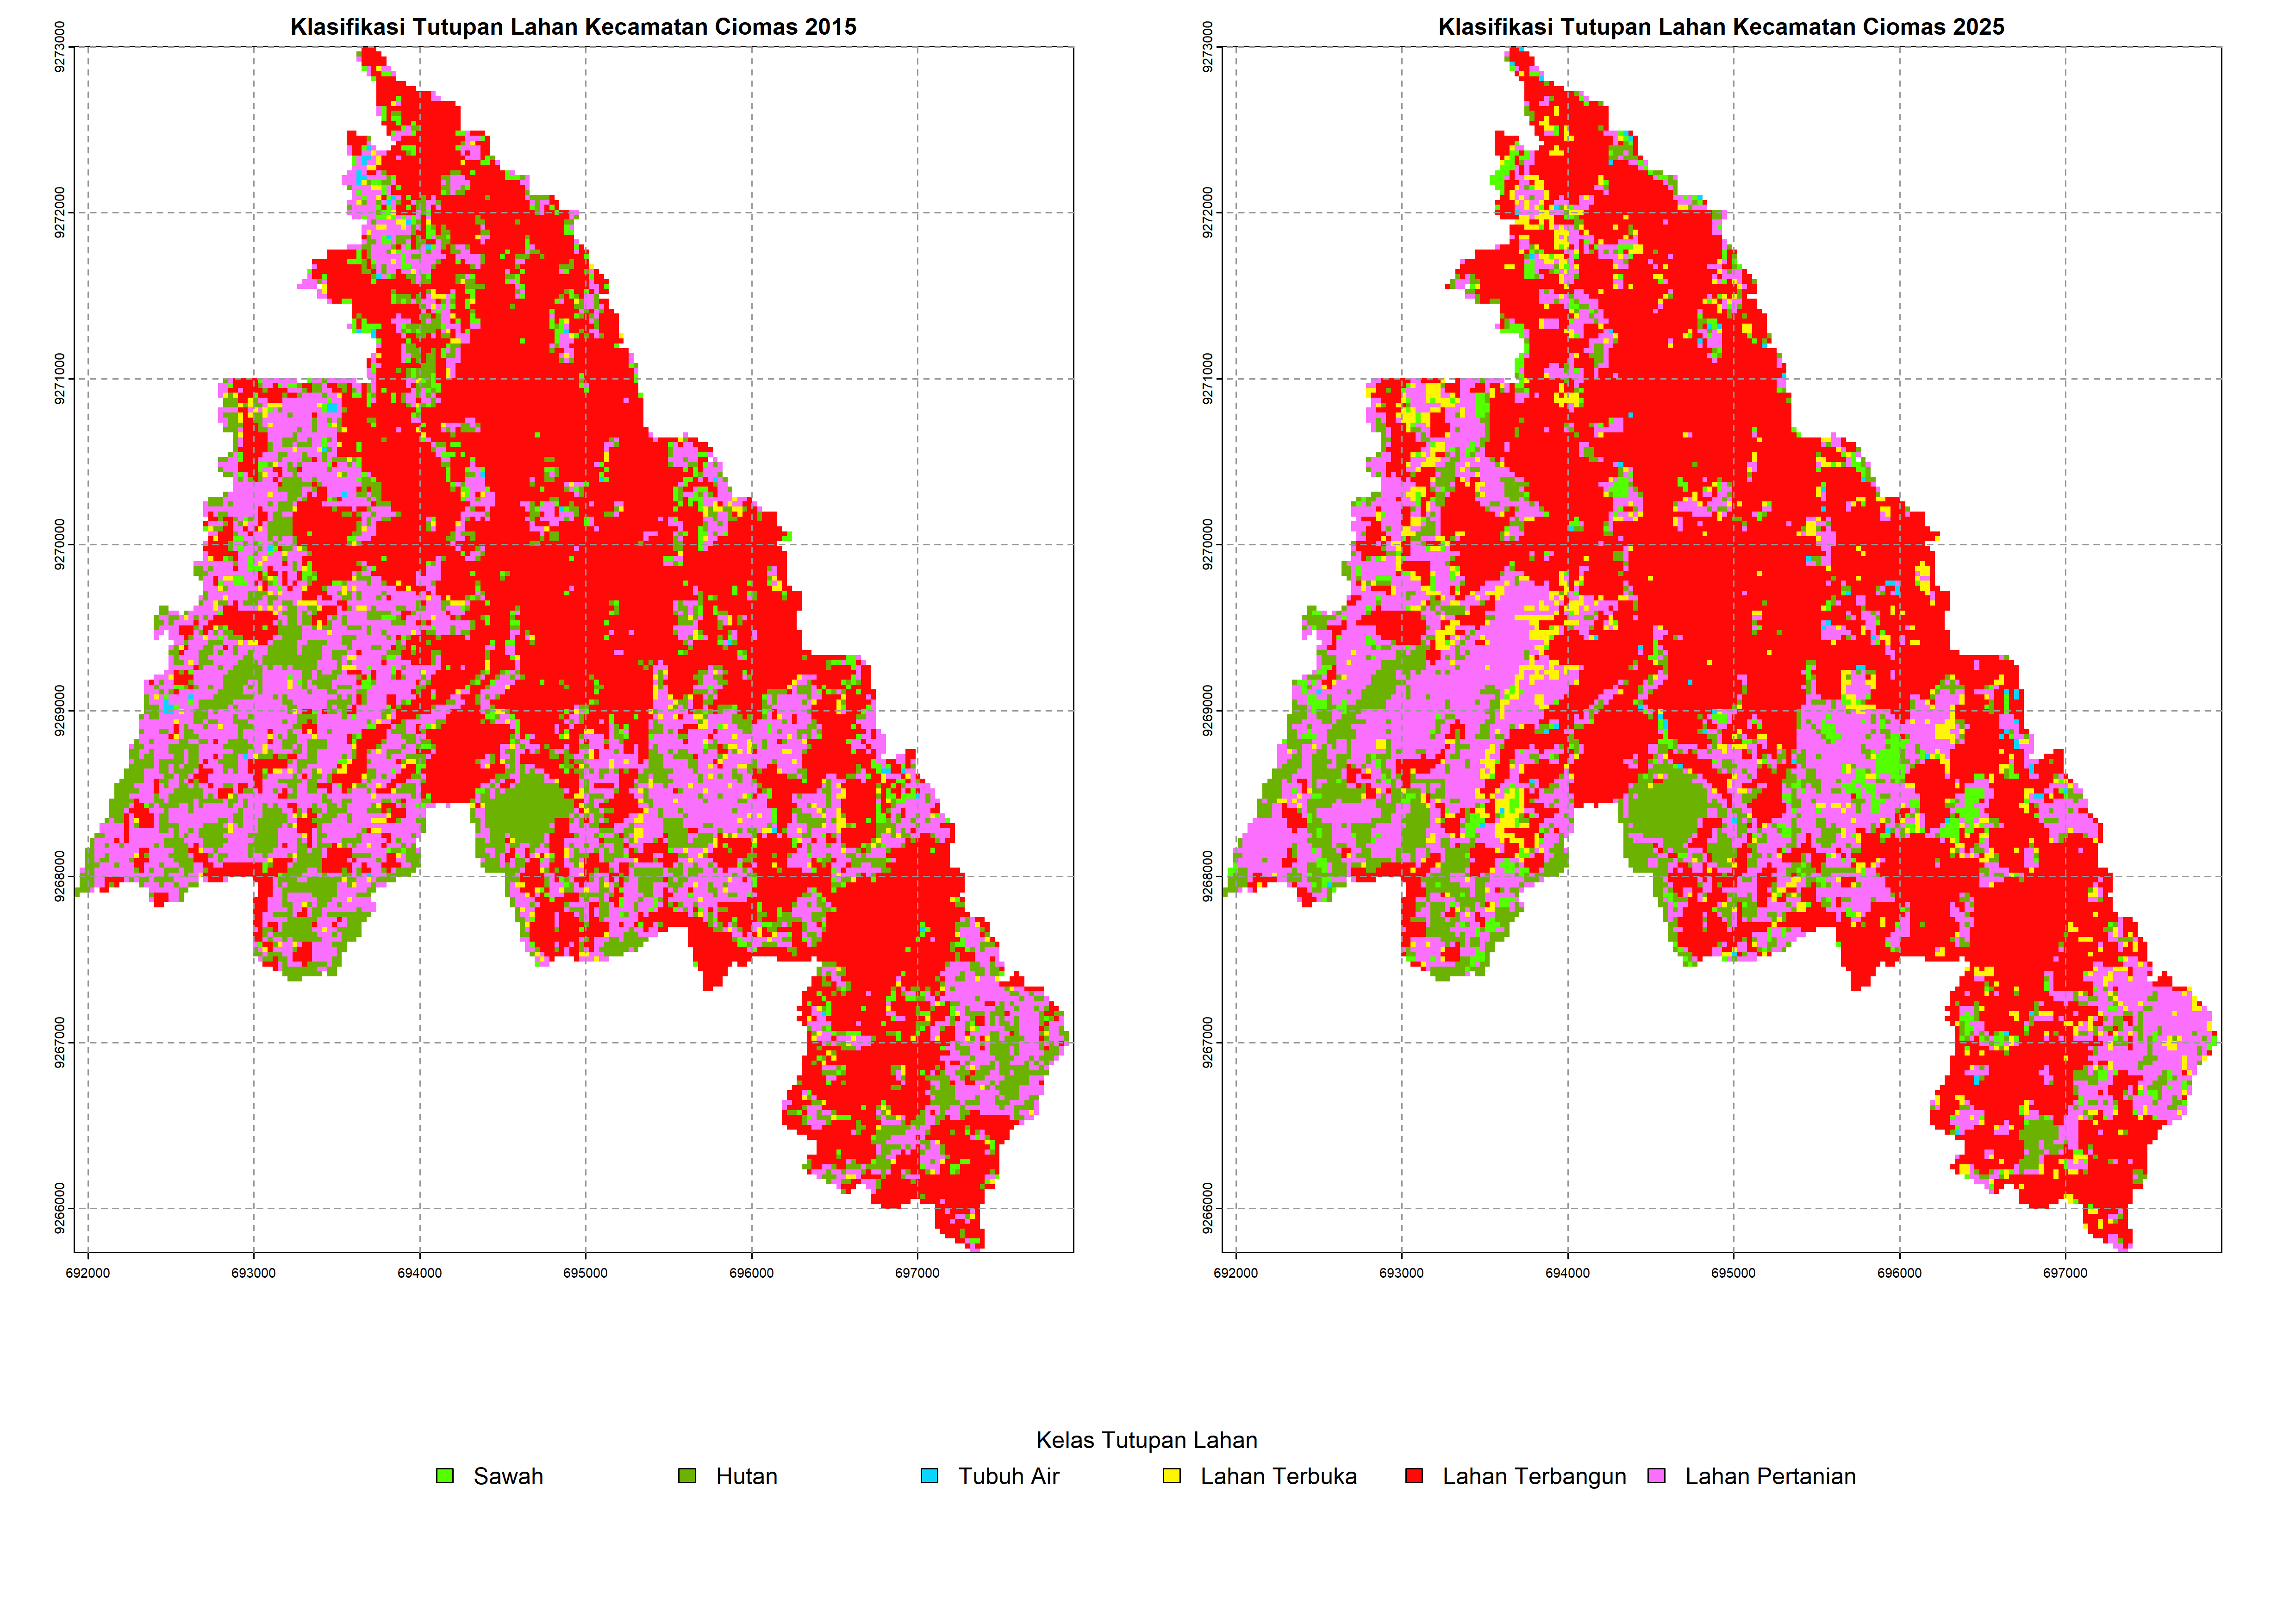 Klasifikasi Tutupan Lahan Kecamatan Ciomas 2015
9273000
9272000
9271000
9270000
9269000
9268000
9267000
9266000
692000 693000 694000 695000 696000 697000
Klasifikasi Tutupan Lahan Kecamatan Ciomas 2025
9273000
9272000
9271000
9270000
9269000
9268000
9267000
9266000
692000 693000 694000 695000 696000 697000
Kelas Tutupan Lahan
Sawah Hutan Tubuh Air Lahan Terbuka Lahan Terbangun Lahan Pertanian